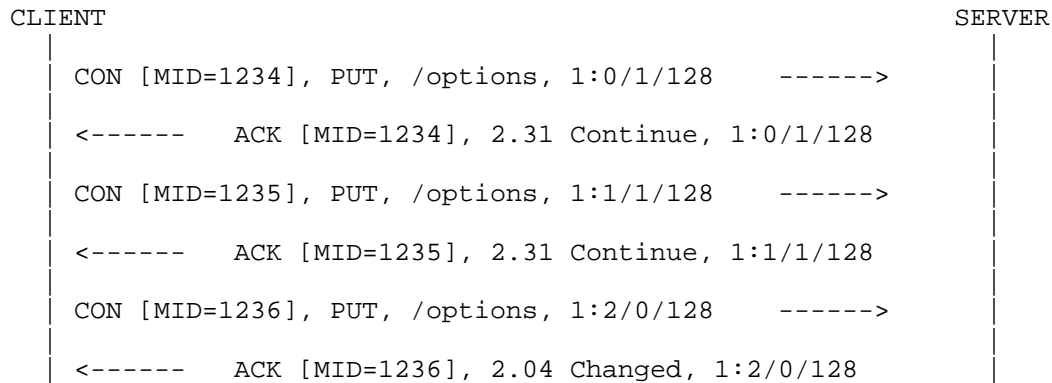 CLIENT                                                     SERVER
  |                                                          |
  | CON [MID=1234], PUT, /options, 1:0/1/128    ------>      |
  |                                                          |
  | <------   ACK [MID=1234], 2.31 Continue, 1:0/1/128       |
  |                                                          |
  | CON [MID=1235], PUT, /options, 1:1/1/128    ------>      |
  |                                                          |
  | <------   ACK [MID=1235], 2.31 Continue, 1:1/1/128       |
  |                                                          |
  | CON [MID=1236], PUT, /options, 1:2/0/128    ------>      |
  |                                                          |
  | <------   ACK [MID=1236], 2.04 Changed, 1:2/0/128        |